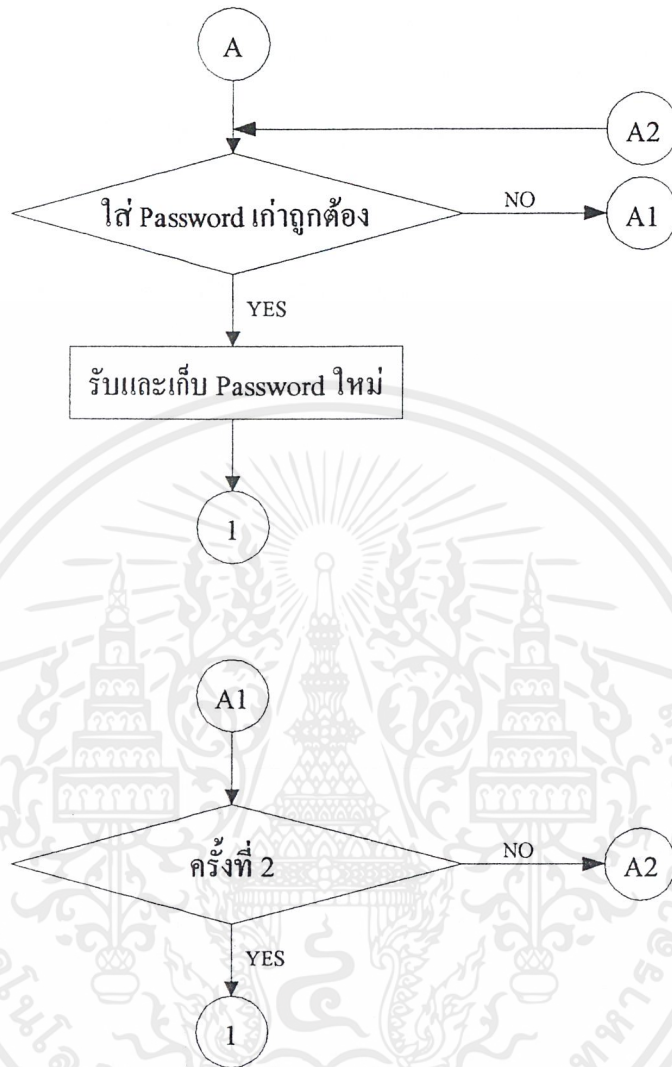 A
A2
ใส่ Password เก่าถูกต้อง
NO
A1
YES
รับและเก็บ Password ใหม่
1
A1
ครั้งที่ 2
NO
A2
YES
1